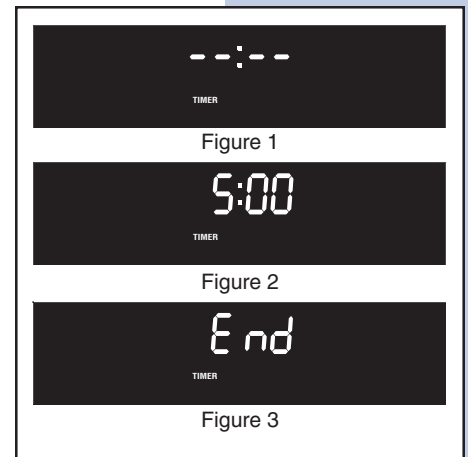 --:--
TIMER
Figure 1
5:00
TIMER
Figure 2
End
TIMER
Figure 3